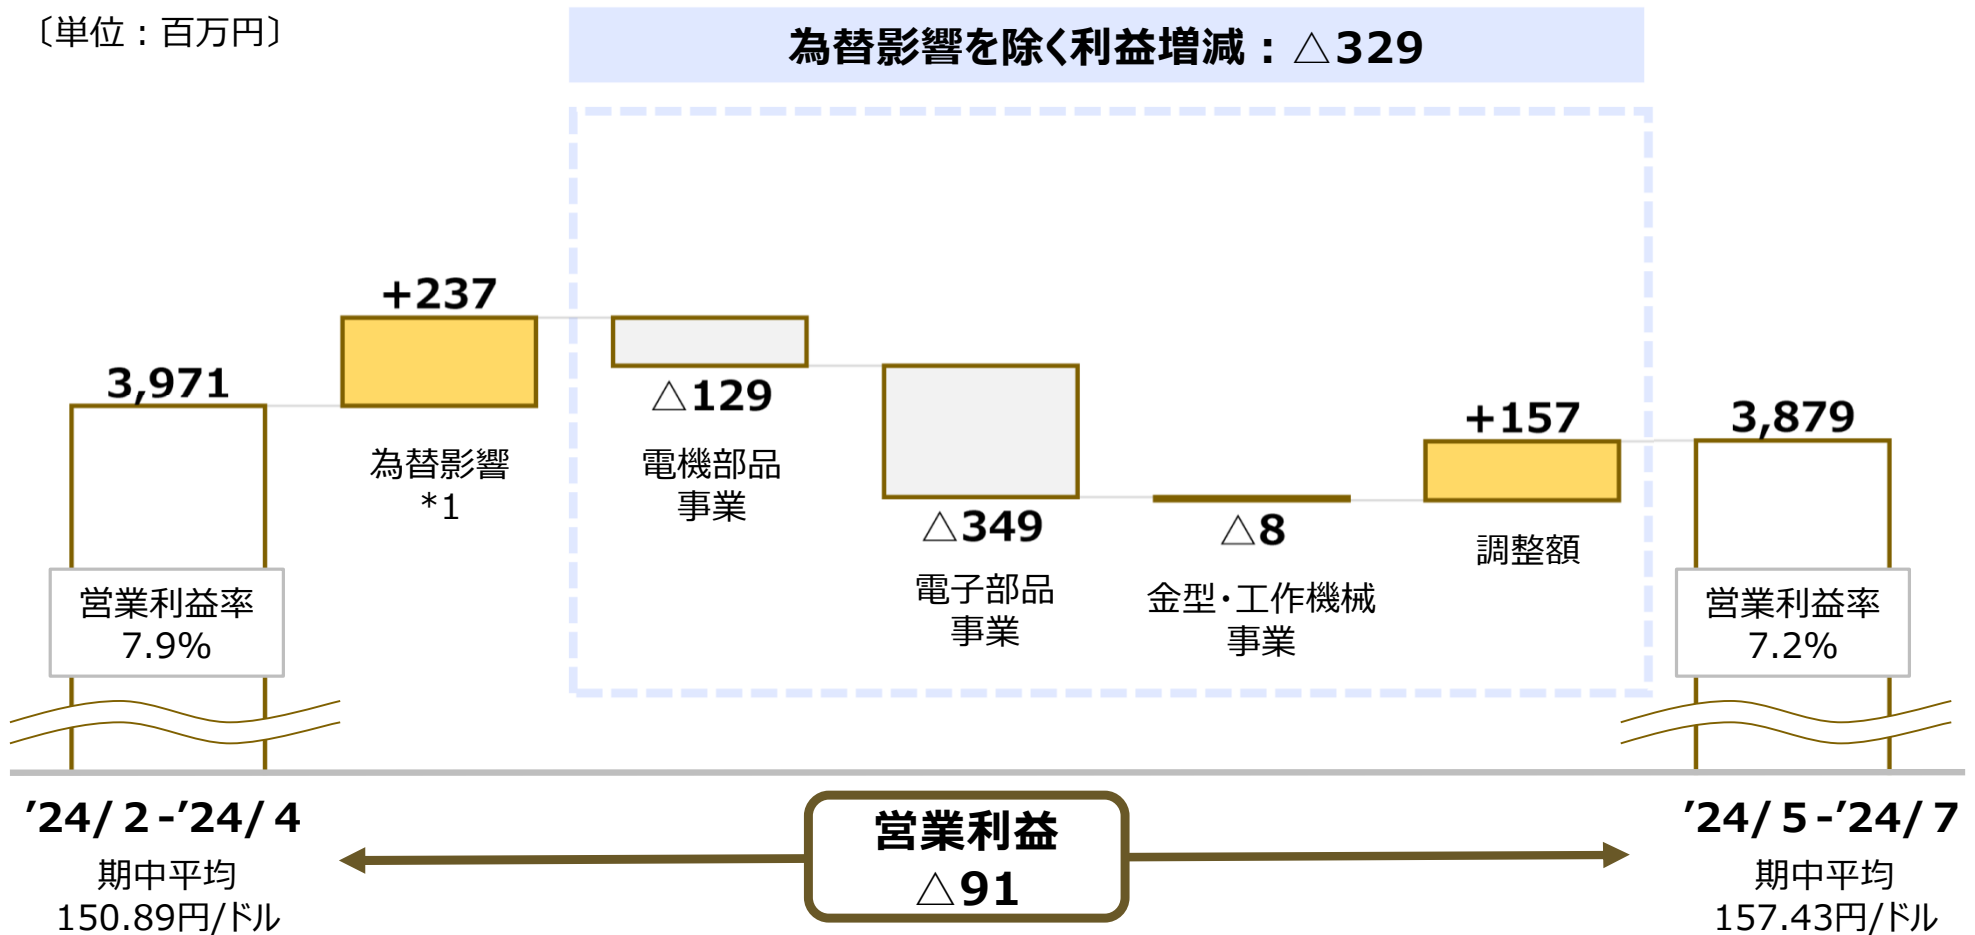 〔単位：百万円〕
為替影響を除く利益増減：△329
3,971
+237
為替影響
*1
△129
電機部品
事業
△349
電子部品
事業
△8
金型・工作機械
事業
+157
調整額
3,879
営業利益率
7.9%
営業利益率
7.2%
’24/２-’24/４
期中平均
150.89円/ドル
営業利益
△91
’24/５-’24/７
期中平均
157.43円/ドル